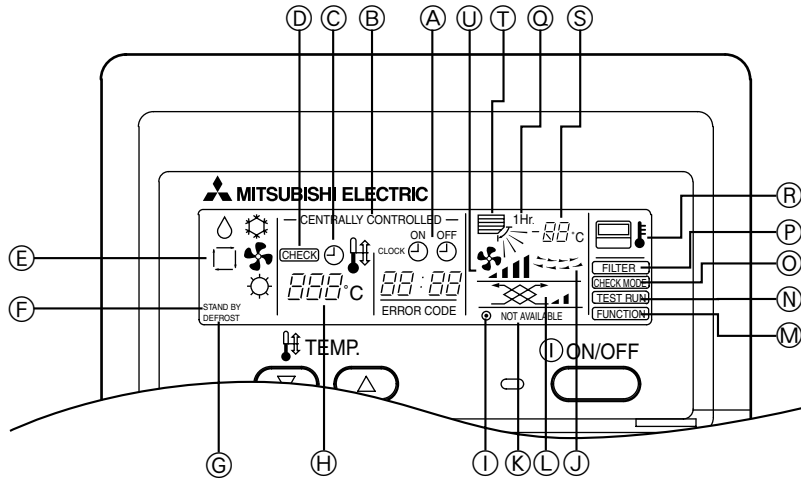 D C B A U T Q S
MITSUBISHI ELECTRIC
CENTRALLY CONTROLLED
1Hr.
88°C
ON OFF
CLOCK
CHECK
888°C
88:88
ERROR CODE
STAND BY
DEFROST
NOT AVAILABLE
FILTER
CHECK MODE
TEST RUN
FUNCTION
E
F
R
P
O
N
M
TEMP.
I ON/OFF
G H I K L J